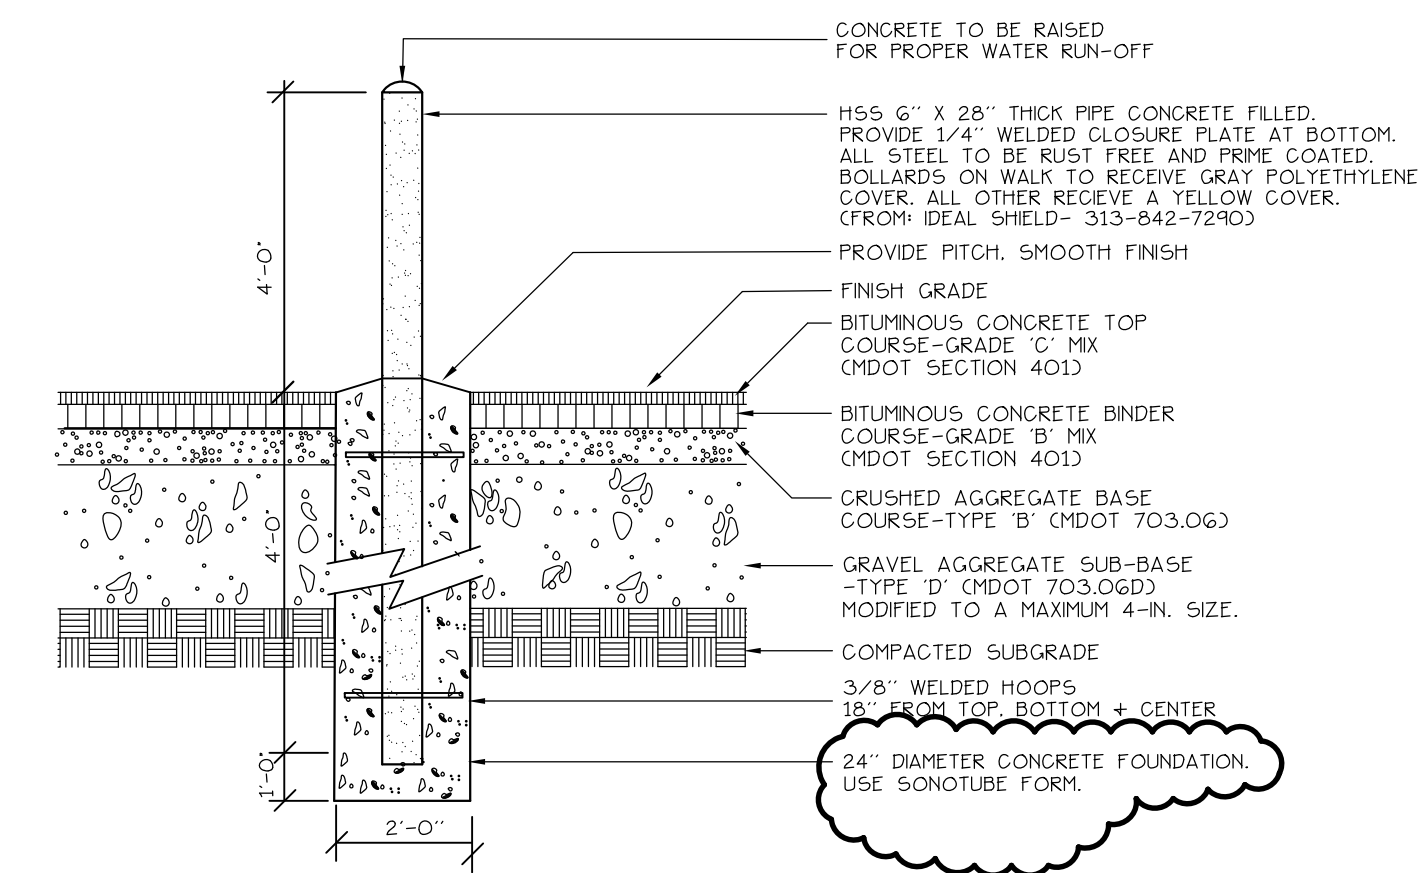 CONCRETE TO BE RAISED
FOR PROPER WATER RUN-OFF
HSS 6'' X 28'' THICK PIPE CONCRETE FILLED.
PROVIDE 1/4'' WELDED CLOSURE PLATE AT BOTTOM.
ALL STEEL TO BE RUST FREE AND PRIME COATED.
BOLLARDS ON WALK TO RECEIVE GRAY POLYETHYLENE
COVER. ALL OTHER RECIEVE A YELLOW COVER.
(FROM: IDEAL SHIELD- 313-842-7290)
PROVIDE PITCH, SMOOTH FINISH
FINISH GRADE
BITUMINOUS CONCRETE TOP
COURSE-GRADE 'C' MIX
(MDOT SECTION 401)
BITUMINOUS CONCRETE BINDER
COURSE-GRADE 'B' MIX
(MDOT SECTION 401)
CRUSHED AGGREGATE BASE
COURSE-TYPE 'B' (MDOT 703.06)
GRAVEL AGGREGATE SUB-BASE
-TYPE 'D' (MDOT 703.06D)
MODIFIED TO A MAXIMUM 4-IN. SIZE.
COMPACTED SUBGRADE
3/8'' WELDED HOOPS
18'' FROM TOP, BOTTOM + CENTER
24'' DIAMETER CONCRETE FOUNDATION.
USE SONOTUBE FORM.
4'-0"
4'-0"
1'-0"
2'-0''